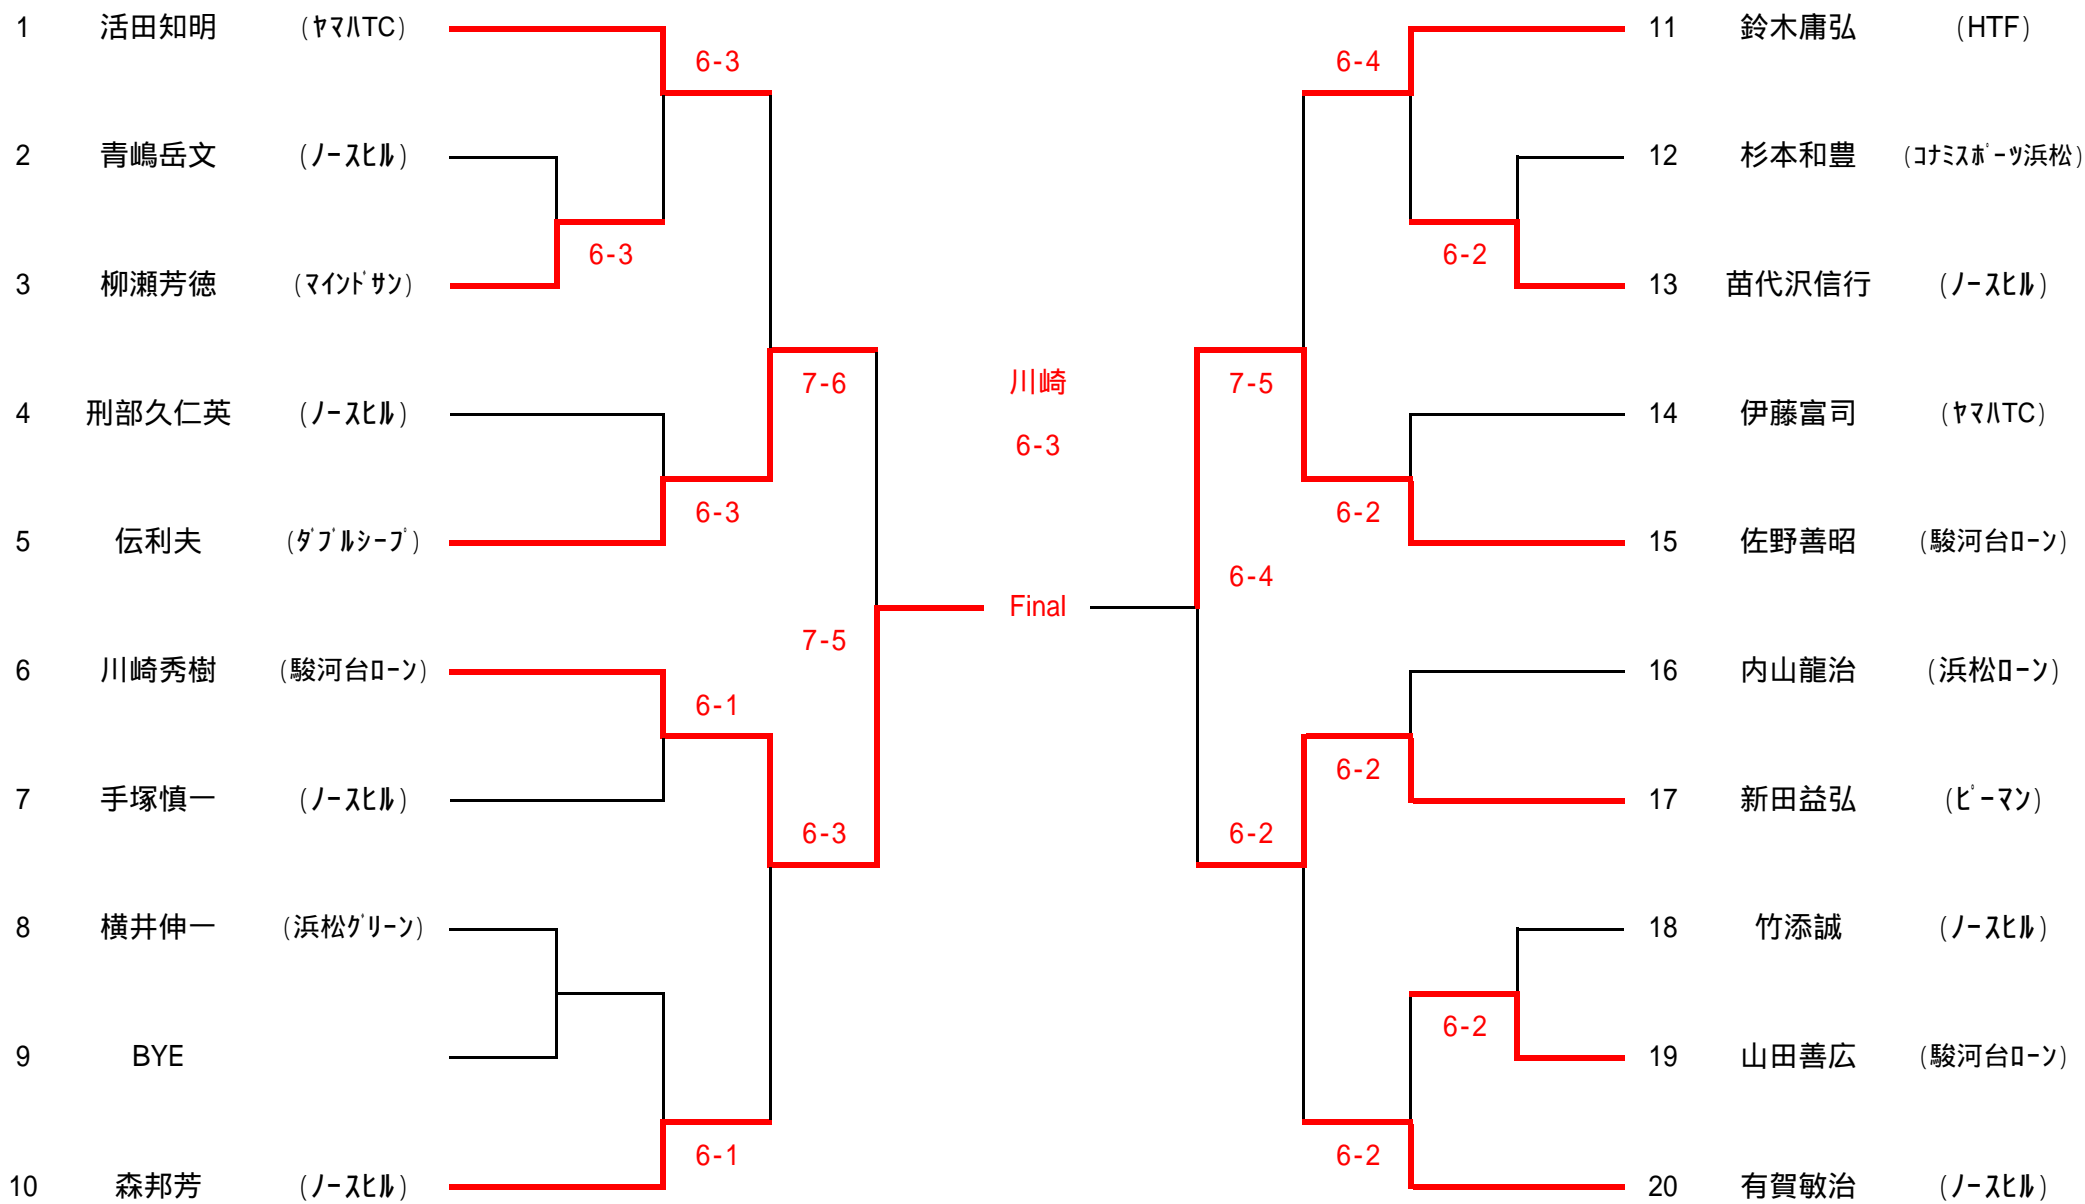 1 活田知明 (ﾔﾏﾊTC)
6-3
2 青嶋岳文 (ﾉｰｽﾋﾙ)
6-3
3 柳瀬芳徳 (ﾏｲﾝﾄﾞｻﾝ)
7-6
4 刑部久仁英 (ﾉｰｽﾋﾙ)
6-3
5 伝利夫 (ﾀﾞﾌﾞﾙｼｰﾌﾟ)
7-5
6 川崎秀樹 (駿河台ﾛｰﾝ)
6-1
7 手塚慎一 (ﾉｰｽﾋﾙ)
6-3
8 横井伸一 (浜松ｸﾞﾘｰﾝ)
9 BYE
6-1
10 森邦芳 (ﾉｰｽﾋﾙ)
川崎
6-3
Final
11 鈴木庸弘 (HTF)
6-4
12 杉本和豊 (ｺﾅﾐｽﾎﾟｰﾂ浜松)
6-2
13 苗代沢信行 (ﾉｰｽﾋﾙ)
7-5
14 伊藤富司 (ﾔﾏﾊTC)
6-2
15 佐野善昭 (駿河台ﾛｰﾝ)
6-4
16 内山龍治 (浜松ﾛｰﾝ)
6-2
17 新田益弘 (ﾋﾟｰﾏﾝ)
6-2
18 竹添誠 (ﾉｰｽﾋﾙ)
6-2
19 山田善広 (駿河台ﾛｰﾝ)
6-2
20 有賀敏治 (ﾉｰｽﾋﾙ)